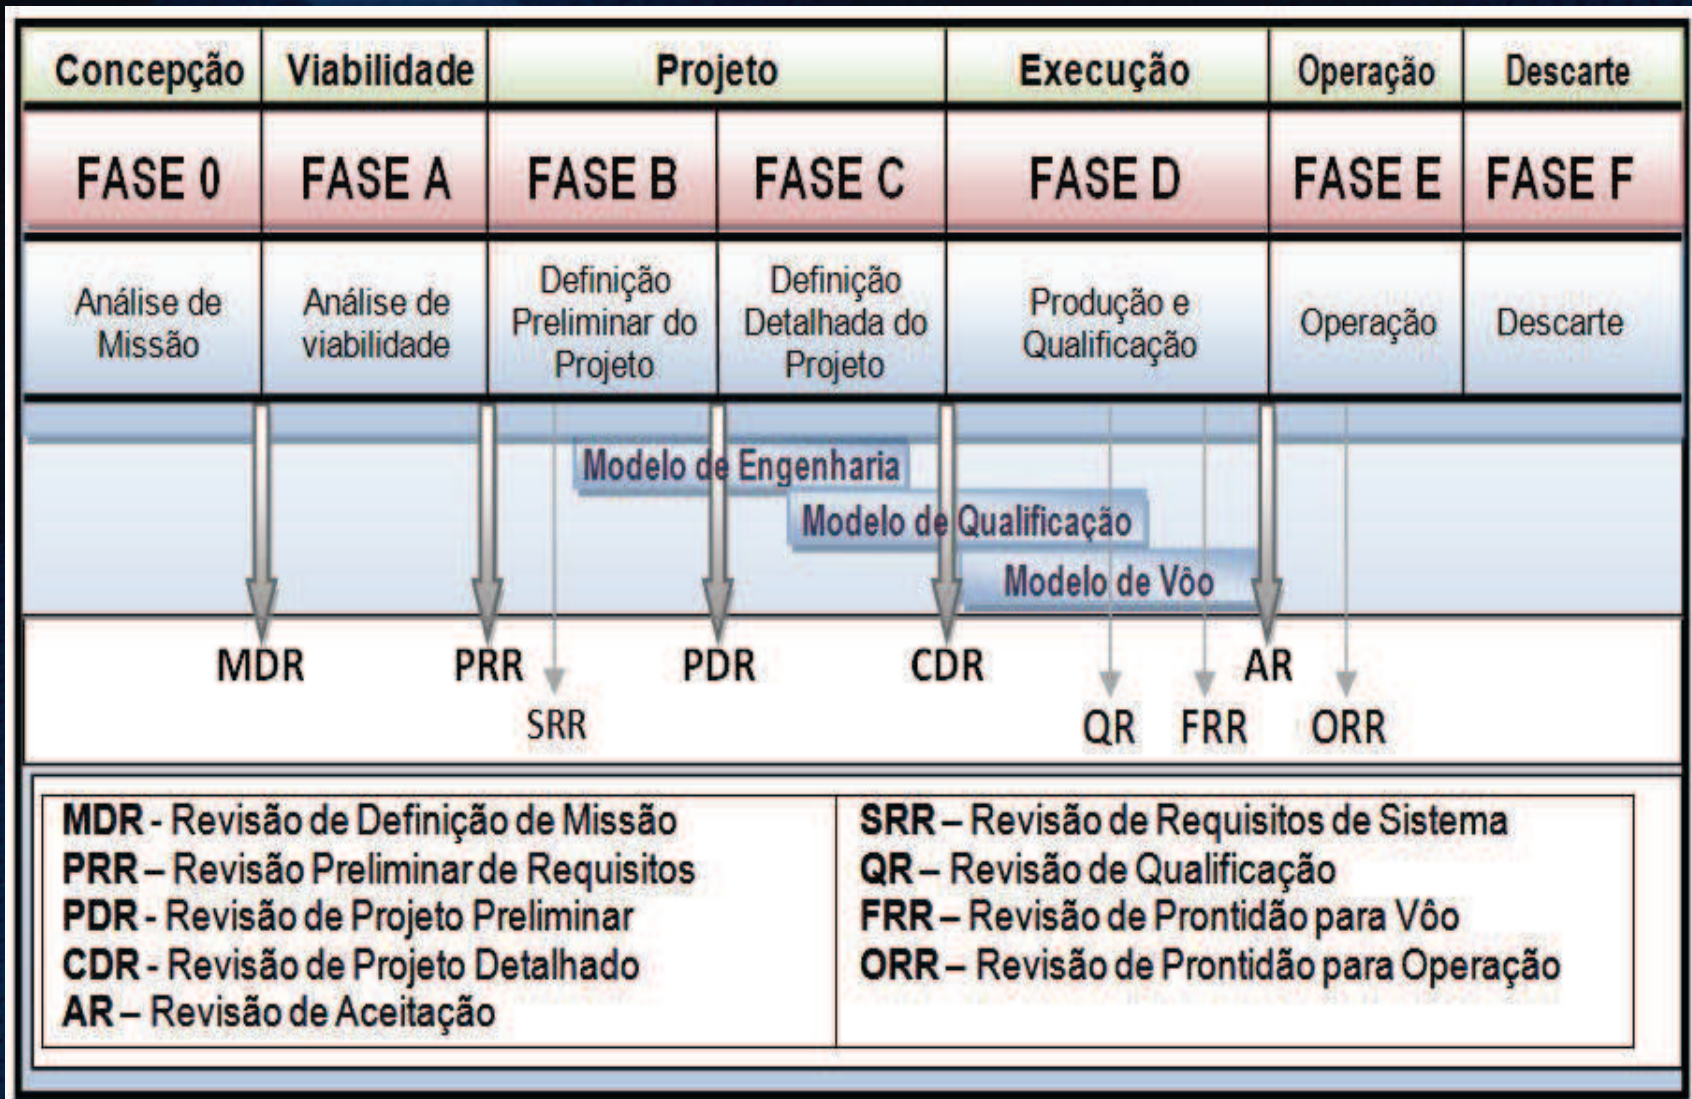 Concepção Viabilidade Projeto Execução Operação Descarte
FASE 0 FASE A FASE B FASE C FASE D FASE E FASE F
Análise de
Missão
Análise de
viabilidade
Definição
Preliminar do
Projeto
Definição
Detalhada do
Projeto
Produção e
Qualificação
Operação
Descarte
Modelo de Engenharia
Modelo de Qualificação
Modelo de Vôo
MDR PRR PDR CDR AR
SRR QR FRR ORR
MDR - Revisão de Definição de Missão
PRR – Revisão Preliminar de Requisitos
PDR - Revisão de Projeto Preliminar
CDR - Revisão de Projeto Detalhado
AR – Revisão de Aceitação
SRR – Revisão de Requisitos de Sistema
QR – Revisão de Qualificação
FRR – Revisão de Prontidão para Vôo
ORR – Revisão de Prontidão para Operação